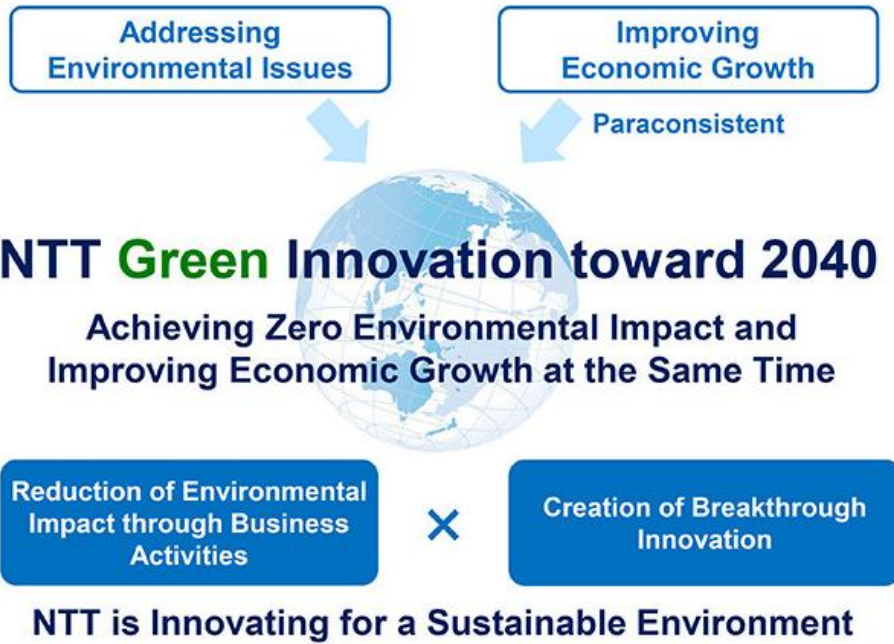 Addressing
Environmental Issues
Improving
Economic Growth
Paraconsistent
NTT Green Innovation toward 2040
Achieving Zero Environmental Impact and
Improving Economic Growth at the Same Time
Reduction of Environmental
Impact through Business
Activities
×
Creation of Breakthrough
Innovation
NTT is Innovating for a Sustainable Environment